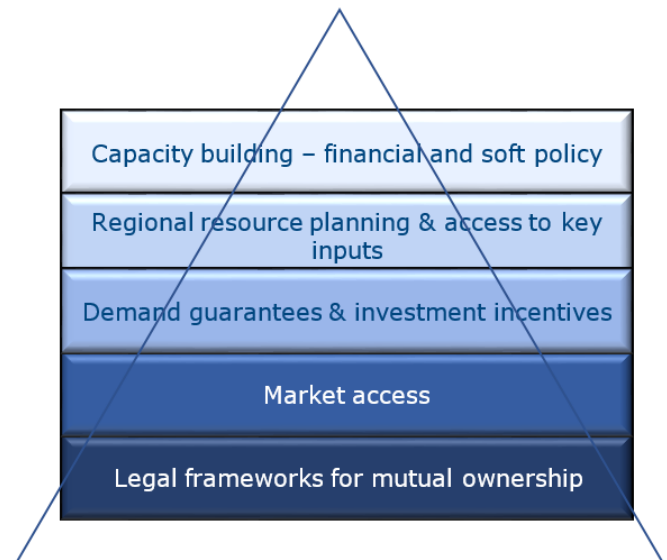 Capacity building – financial and soft policy
Regional resource planning & access to key
inputs
Demand guarantees & investment incentives
Market access
Legal frameworks for mutual ownership